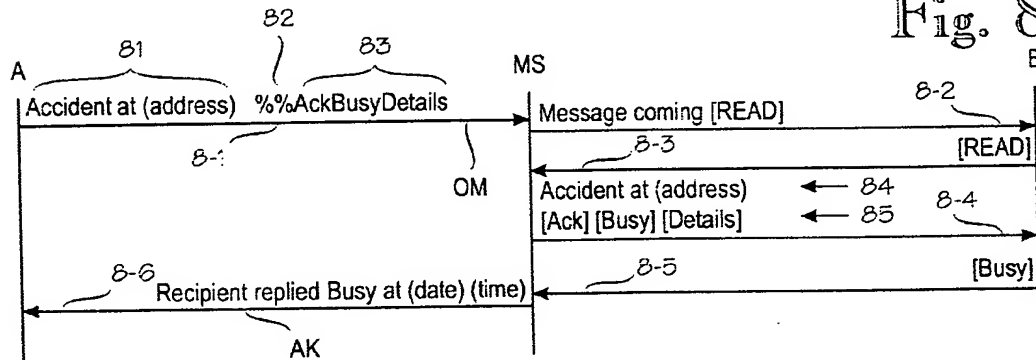 Fig. 8
82
81
83
A
MS
Accident at (address) %%AckBusyDetails
Message coming [READ]
8-2
8-3
[READ]
OM
Accident at (address)
84
8-4
[Ack] [Busy] [Details]
85
8-6
8-5
[Busy]
Recipient replied Busy at (date) (time)
AK